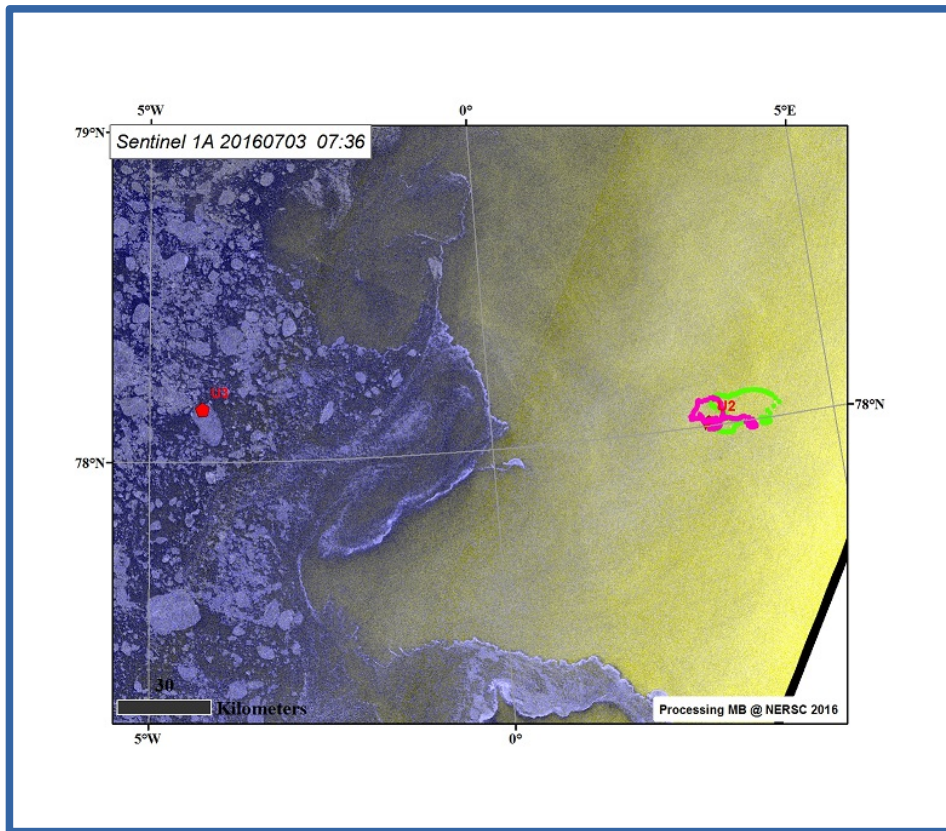 5°W 0° 5°E
79°N
Sentinel 1A 20160703 07:36
U2
78°N
78°N
30
Kilometers
Processing MB @ NERSC 2016
5°W 0°